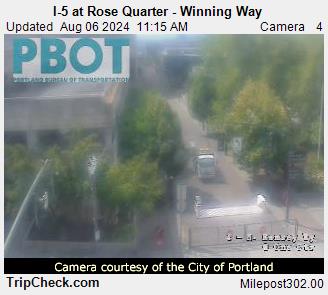 I-5 at Rose Quarter - Winning Way
Updated Aug 06 2024 11:15 AM Camera 4
PBOT
PORTLAND BUREAU OF TRANSPORTATION
Camera courtesy of the City of Portland
TripCheck.com Milepost302.00